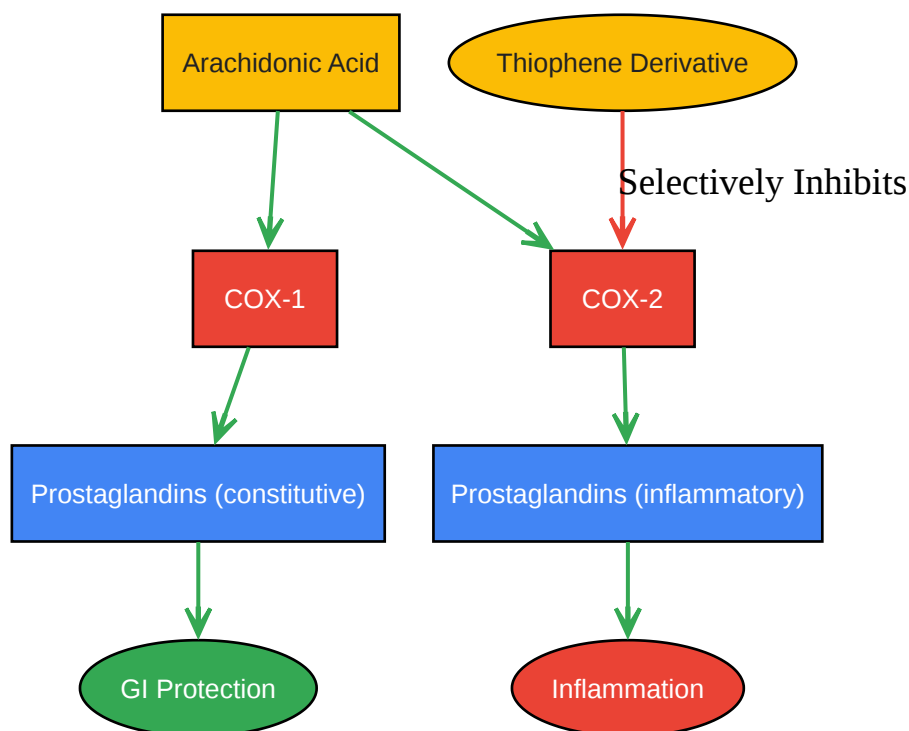 Arachidonic Acid
Thiophene Derivative
Selectively Inhibits
COX-1
COX-2
Prostaglandins (constitutive)
Prostaglandins (inflammatory)
GI Protection
Inflammation